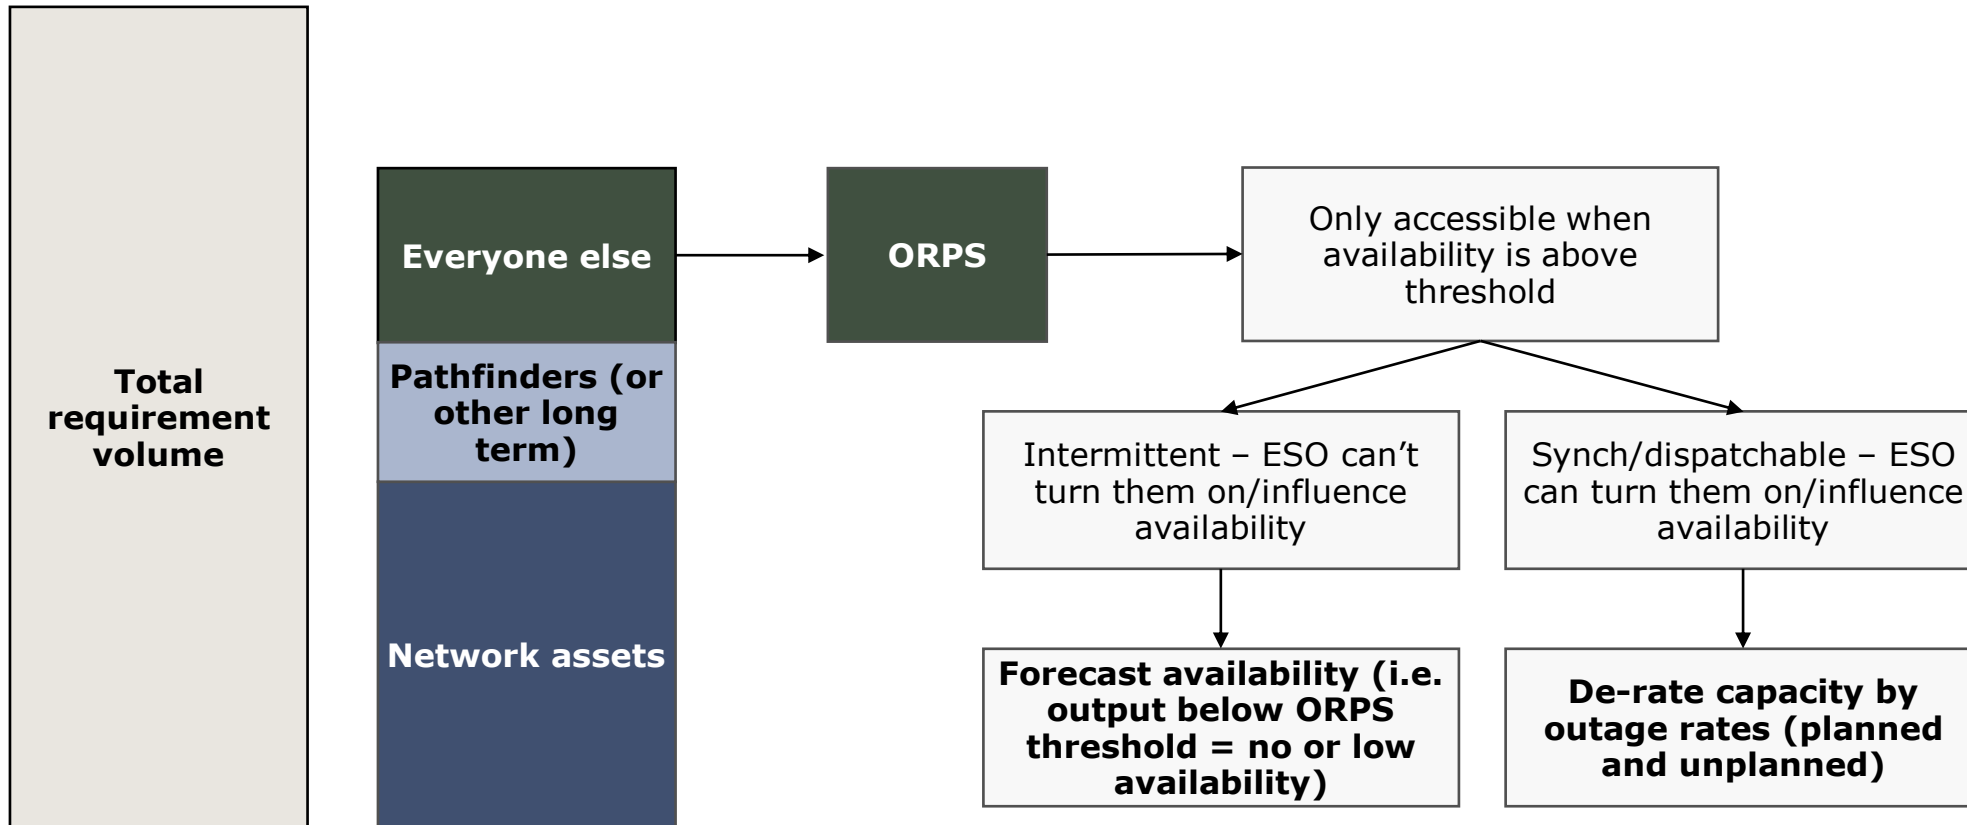 Total
requirement
volume
Everyone else
Pathfinders (or
other long
term)
Network assets
ORPS
Only accessible when
availability is above
threshold
Intermittent – ESO can’t
turn them on/influence
availability
Synch/dispatchable – ESO
can turn them on/influence
availability
Forecast availability (i.e.
output below ORPS
threshold = no or low
availability)
De-rate capacity by
outage rates (planned
and unplanned)